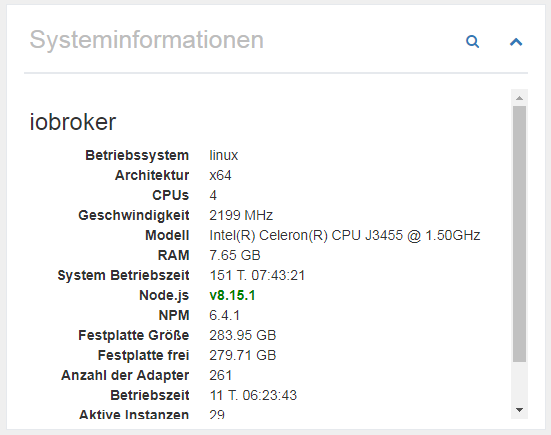 Systeminformationen
iobroker
Betriebssystem linux
Architektur x64
CPUs 4
Geschwindigkeit 2199 MHz
Modell Intel(R) Celeron(R) CPU J3455 @ 1.50GHz
RAM 7.65 GB
System Betriebszeit 151 T. 07:43:21
Node.js v8.15.1
NPM 6.4.1
Festplatte Größe 283.95 GB
Festplatte frei 279.71 GB
Anzahl der Adapter 261
Betriebszeit 11 T. 06:23:43
Aktive Instanzen 29